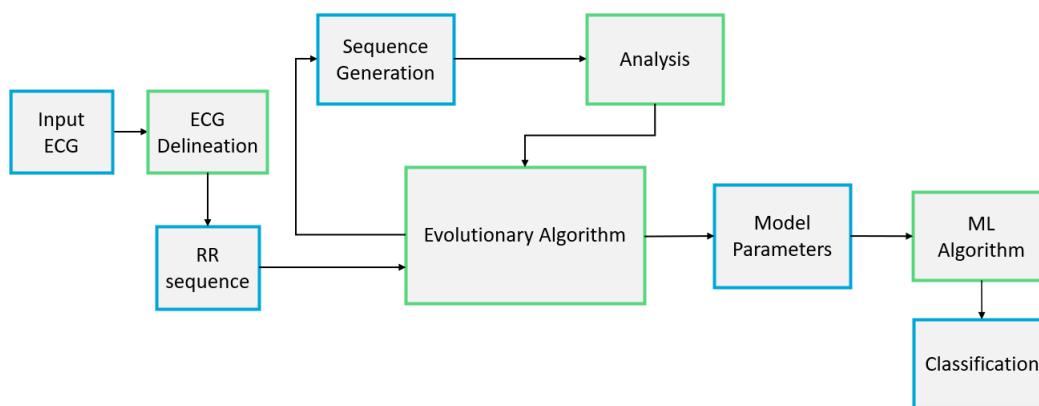 Input
ECG
ECG
Delineation
RR
sequence
Sequence
Generation
Analysis
Evolutionary Algorithm
Model
Parameters
ML
Algorithm
Classification